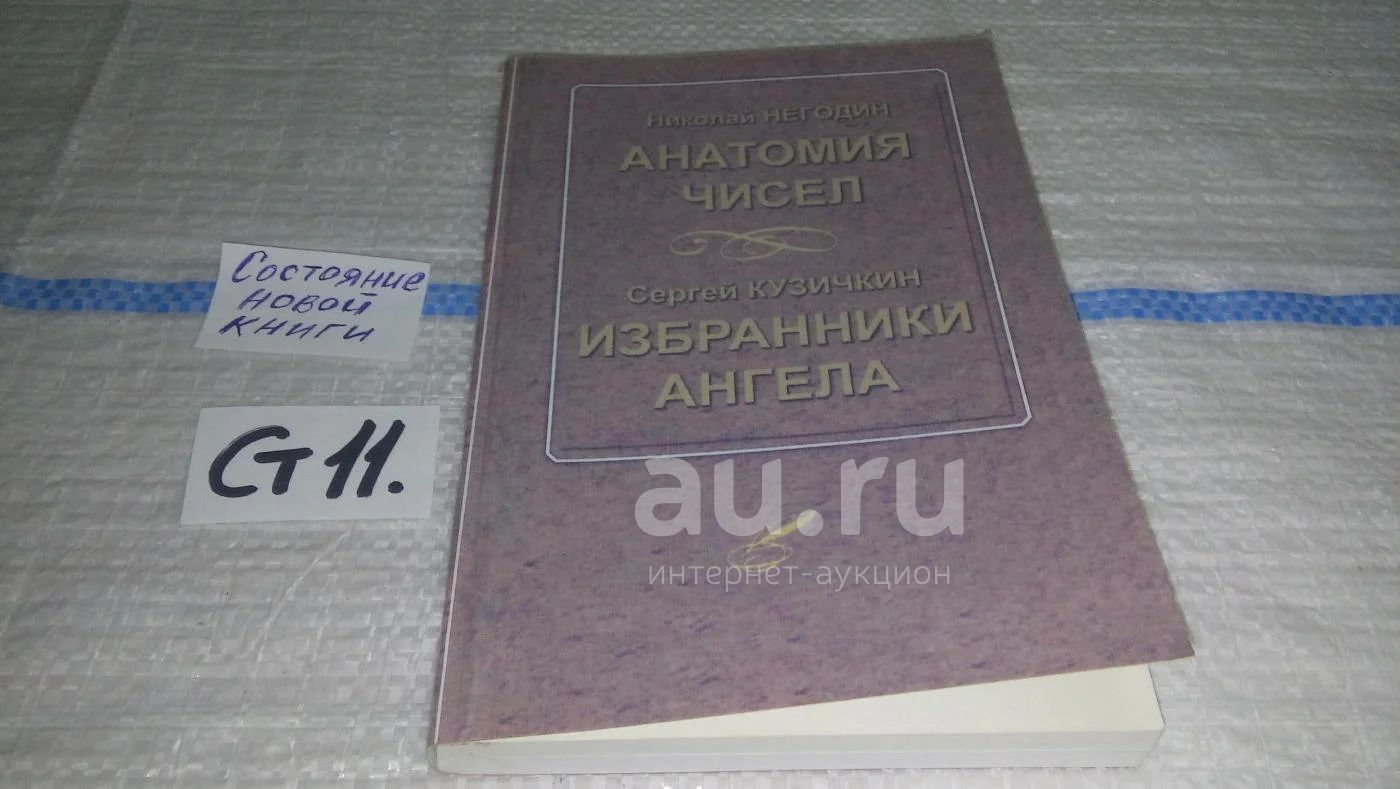 Николай НЕГОДИН
АНАТОМИЯ
ЧИСЕЛ
Сергей КУЗИЧКИН
ИЗБРАННИКИ
АНГЕЛА
Состояние
новой
книги
Ст 11.
au.ru
интернет-аукцион